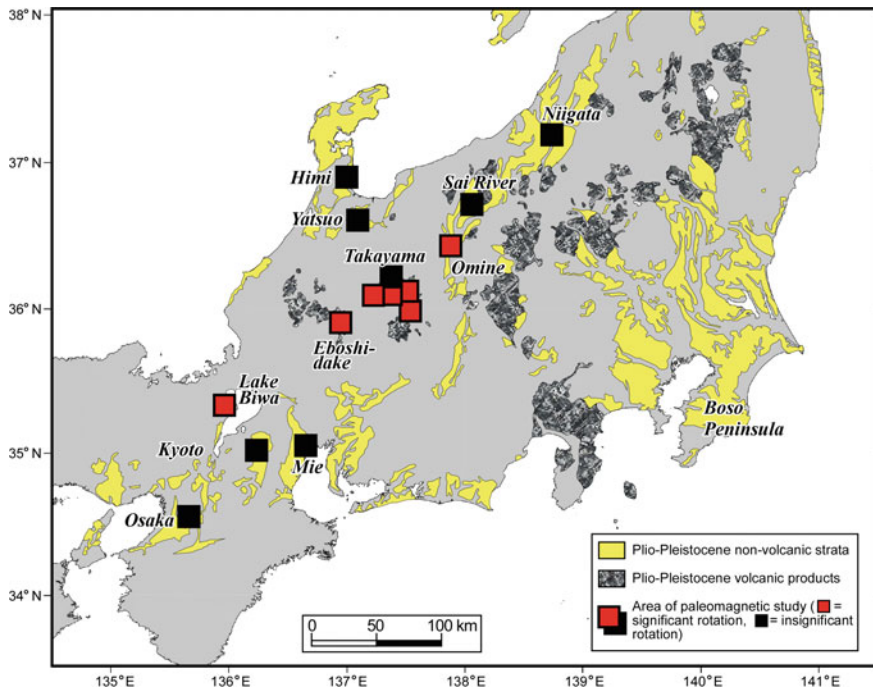 38°N
37°N
36°N
35°N
34°N
Niigata
Himi
Sai River
Yatsuo
Takayama
Omine
Eboshi-
dake
Lake
Biwa
Boso
Peninsula
Kyoto
Mie
Osaka
Plio-Pleistocene non-volcanic strata
Plio-Pleistocene volcanic products
Area of paleomagnetic study ( =
significant rotation, = insignificant
rotation)
0 50 100 km
135°E 136°E 137°E 138°E 139°E 140°E 141°E